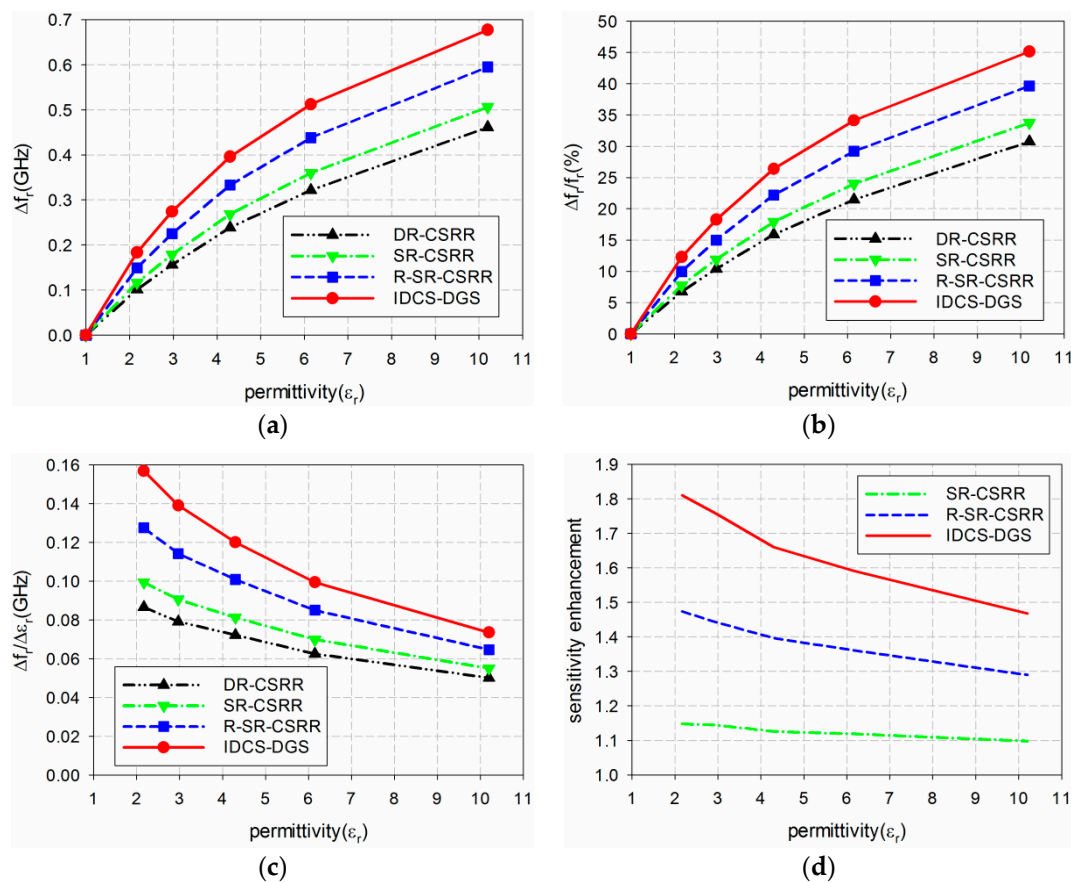 0.7
0.6
0.5
0.4
0.3
0.2
0.1
0.0
Δfr(GHz)
DR-CSRR
SR-CSRR
R-SR-CSRR
IDCS-DGS
1 2 3 4 5 6 7 8 9 10 11
permittivity(εr)
(a)
50
45
40
35
30
25
20
15
10
5
0
Δfr/fr(%)
DR-CSRR
SR-CSRR
R-SR-CSRR
IDCS-DGS
1 2 3 4 5 6 7 8 9 10 11
permittivity(εr)
(b)
0.16
0.14
0.12
0.10
0.08
0.06
0.04
0.02
0.00
Δfr/Δεr(GHz)
DR-CSRR
SR-CSRR
R-SR-CSRR
IDCS-DGS
1 2 3 4 5 6 7 8 9 10 11
permittivity(εr)
(c)
1.9
1.8
1.7
1.6
1.5
1.4
1.3
1.2
1.1
1.0
sensitivity enhancement
SR-CSRR
R-SR-CSRR
IDCS-DGS
1 2 3 4 5 6 7 8 9 10 11
permittivity(εr)
(d)